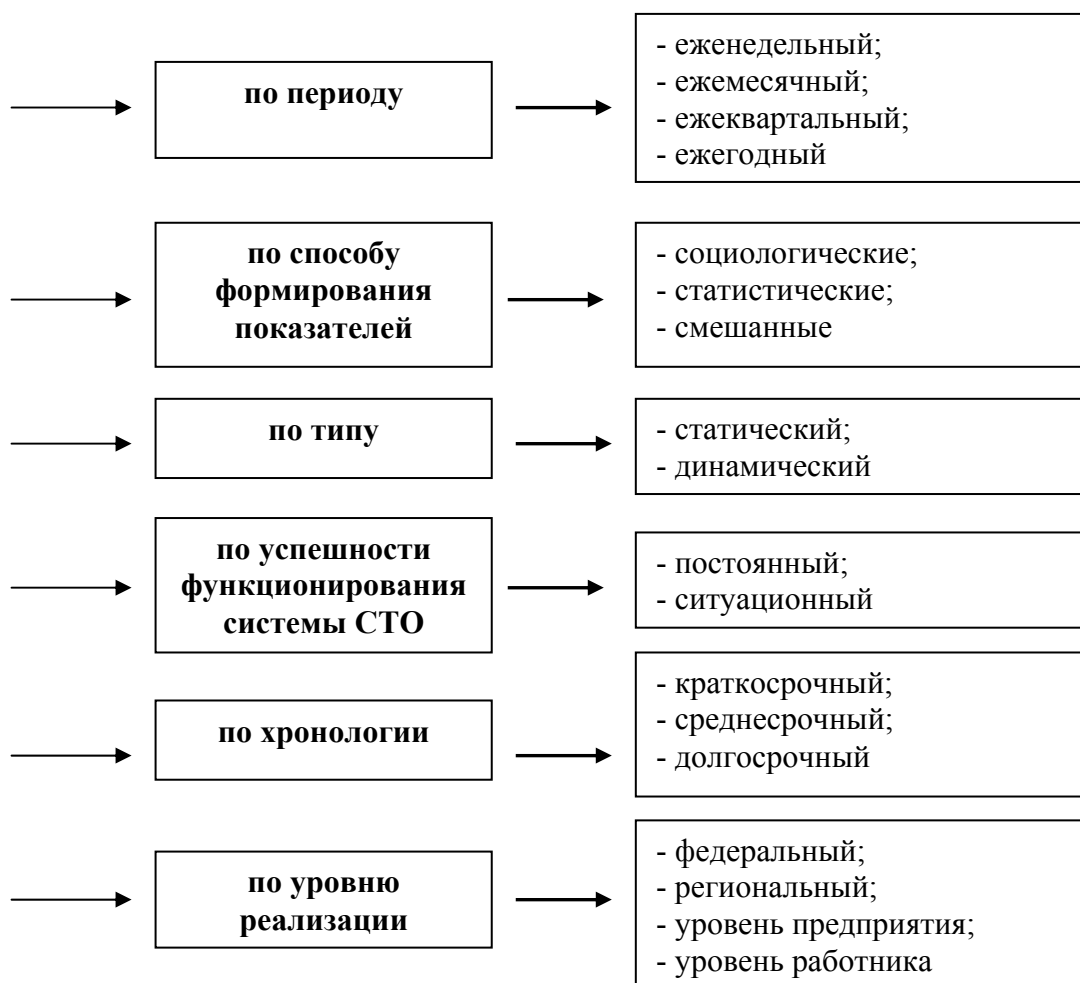 по периоду
- еженедельный;
- ежемесячный;
- ежеквартальный;
- ежегодный
по способу
формирования
показателей
- социологические;
- статистические;
- смешанные
по типу
- статический;
- динамический
по успешности
функционирования
системы СТО
- постоянный;
- ситуационный
по хронологии
- краткосрочный;
- среднесрочный;
- долгосрочный
по уровню
реализации
- федеральный;
- региональный;
- уровень предприятия;
- уровень работника